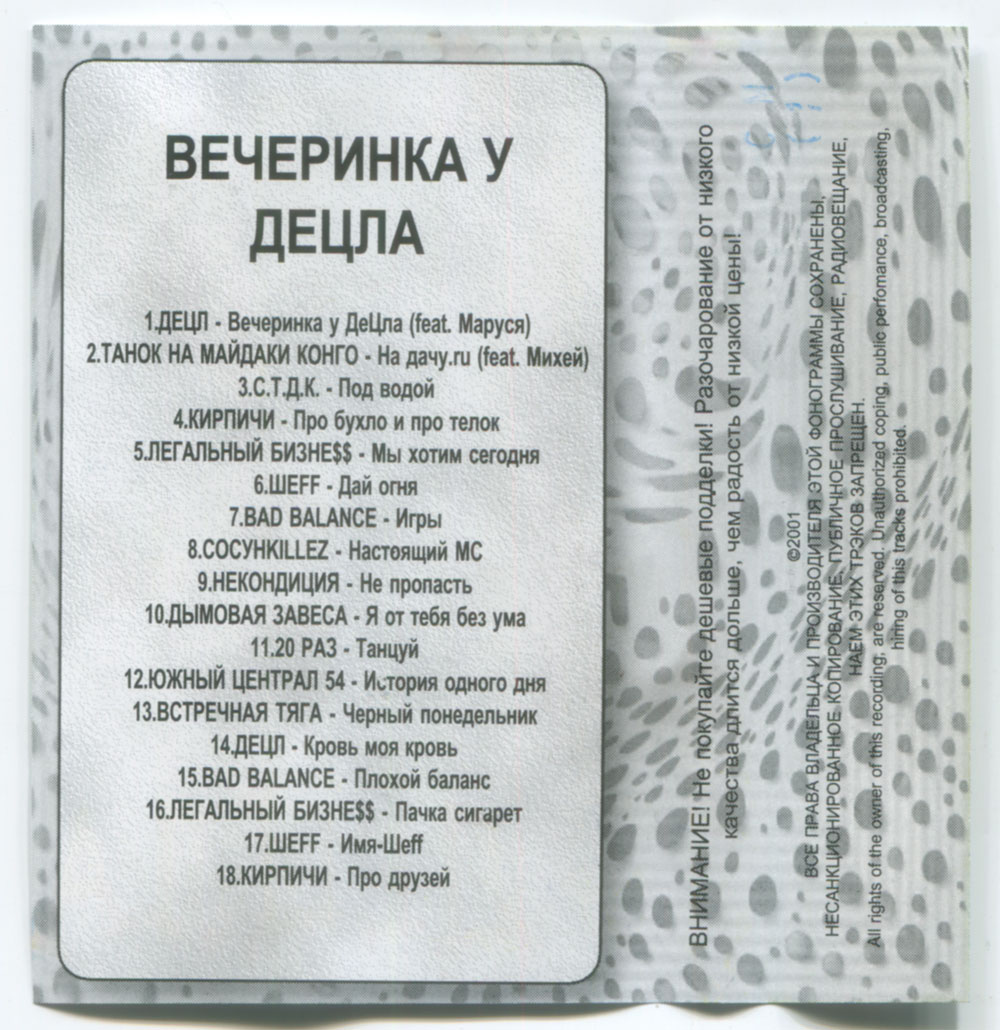 ВЕЧЕРИНКА У
ДЕЦЛА
1.ДЕЦЛ - Вечеринка у ДеЦла (feat. Маруся)
2.ТАНОК НА МАЙДАКИ КОНГО - На дачу.ru (feat. Михей)
3.С.Т.Д.К. - Под водой
4.КИРПИЧИ - Про бухло и про телок
5.ЛЕГАЛЬНЫЙ БИЗНЕ$$ - Мы хотим сегодня
6.ШЕFF - Дай огня
7.BAD BALANCE - Игры
8.СОСУНKILLEZ - Настоящий МС
9.НЕКОНДИЦИЯ - Не пропасть
10.ДЫМОВАЯ ЗАВЕСА - Я от тебя без ума
11.20 РАЗ - Танцуй
12.ЮЖНЫЙ ЦЕНТРАЛ 54 - История одного дня
13.ВСТРЕЧНАЯ ТЯГА - Черный понедельник
14.ДЕЦЛ - Кровь моя кровь
15.BAD BALANCE - Плохой баланс
16.ЛЕГАЛЬНЫЙ БИЗНЕ$$ - Пачка сигарет
17.ШЕFF - Имя-Шеff
18.КИРПИЧИ - Про друзей
ВНИМАНИЕ! Не покупайте дешевые подделки! Разочарование от низкого
качества длится дольше, чем радость от низкой цены!
©2001
ВСЕ ПРАВА ВЛАДЕЛЬЦА И ПРОИЗВОДИТЕЛЯ ЭТОЙ ФОНОГРАММЫ СОХРАНЕНЫ,
НЕСАНКЦИОНИРОВАННОЕ КОПИРОВАНИЕ, ПУБЛИЧНОЕ ПРОСЛУШИВАНИЕ, РАДИОВЕЩАНИЕ,
НАЕМ ЭТИХ ТРЭКОВ ЗАПРЕЩЕН.
All rights of the owner of this recording, are reserved. Unauthorized coping, public perfomance, broadcasting,
hiring of this tracks prohibited.